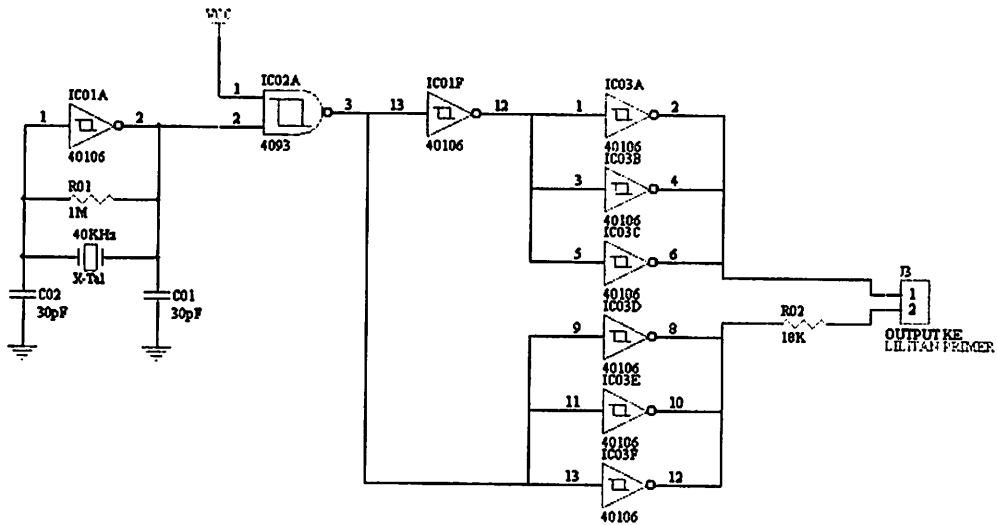 VCC
IC01A
1
2
40106
R01
1M
40KHz
X-Tal
C02
30pF
C01
30pF
IC02A
1
2
3
4093
IC01F
13
12
40106
IC03A
1
2
40106
IC03B
3
4
40106
IC03C
5
6
40106
IC03D
9
8
40106
IC03E
11
10
40106
IC03F
13
12
40106
R02
18K
J3
1
2
OUTPUT KE
LILITAN PRIMER